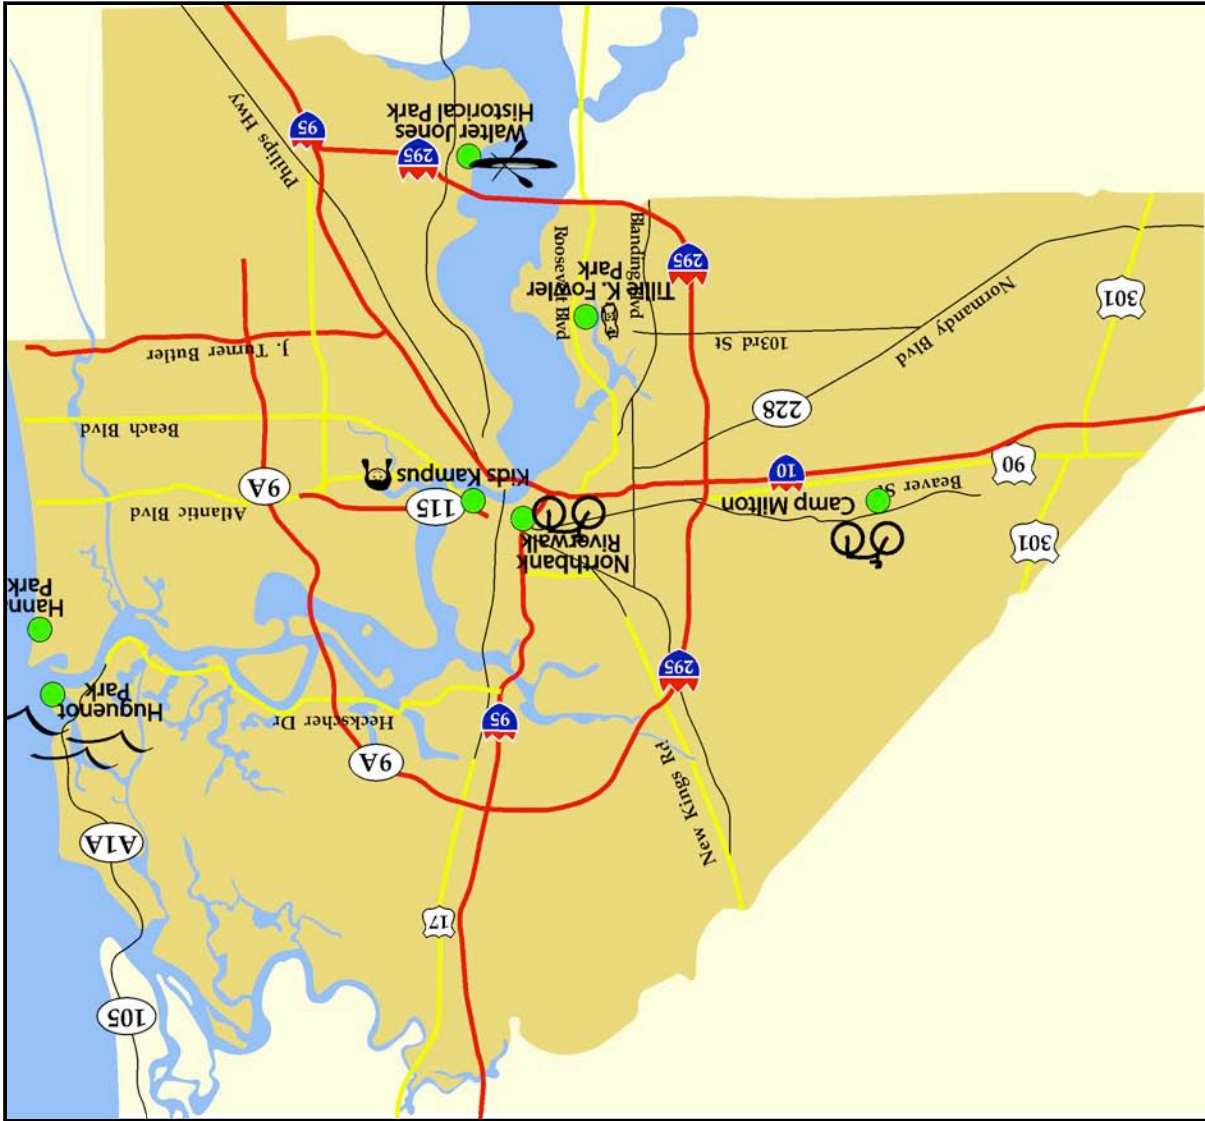 105
17
A1A
New Kings Rd.
9A
Heckscher Dr
95
Huguenot
Park
295
Hanna
Park
Northbank
Riverwalk
301
Atlantic Blvd
115
Camp Milton
Beaver St.
9A
Kids Kampus
10
90
Beach Blvd
228
J. Turner Butler
103rd St
Normandy Blvd
301
Tillie K. Fowler
Park
Roosevelt Blvd
Blanding Blvd
295
295
Walter Jones
Historical Park
95
Philips Hwy